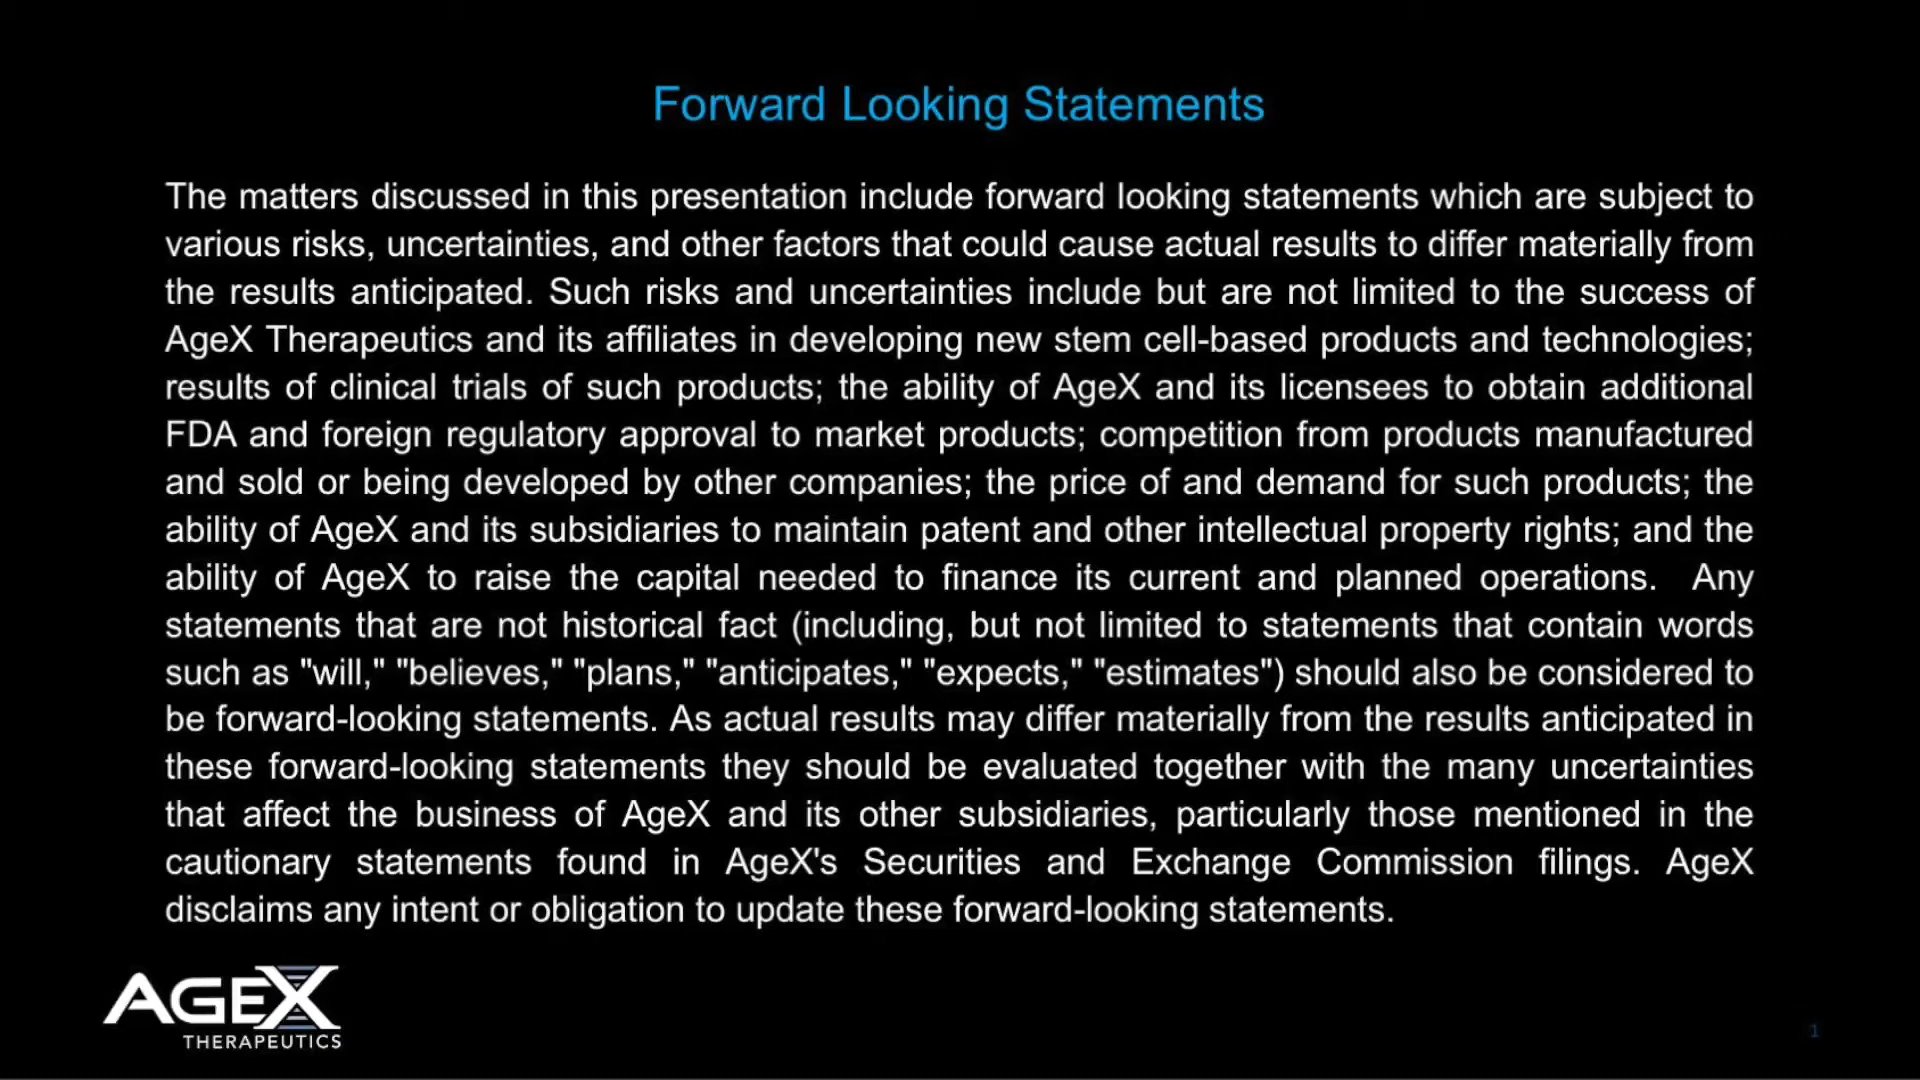 Forward Looking Statements
The matters discussed in this presentation include forward looking statements which are subject to
various risks, uncertainties, and other factors that could cause actual results to differ materially from
the results anticipated. Such risks and uncertainties include but are not limited to the success of
AgeX Therapeutics and its affiliates in developing new stem cell-based products and technologies;
results of clinical trials of such products; the ability of AgeX and its licensees to obtain additional
FDA and foreign regulatory approval to market products; competition from products manufactured
and sold or being developed by other companies; the price of and demand for such products; the
ability of AgeX and its subsidiaries to maintain patent and other intellectual property rights; and the
ability of AgeX to raise the capital needed to finance its current and planned operations.  Any
statements that are not historical fact (including, but not limited to statements that contain words
such as "will," "believes," "plans," "anticipates," "expects," "estimates") should also be considered to
be forward-looking statements. As actual results may differ materially from the results anticipated in
these forward-looking statements they should be evaluated together with the many uncertainties
that affect the business of AgeX and its other subsidiaries, particularly those mentioned in the
cautionary statements found in AgeX's Securities and Exchange Commission filings. AgeX
disclaims any intent or obligation to update these forward-looking statements.
AGEX
THERAPEUTICS
1